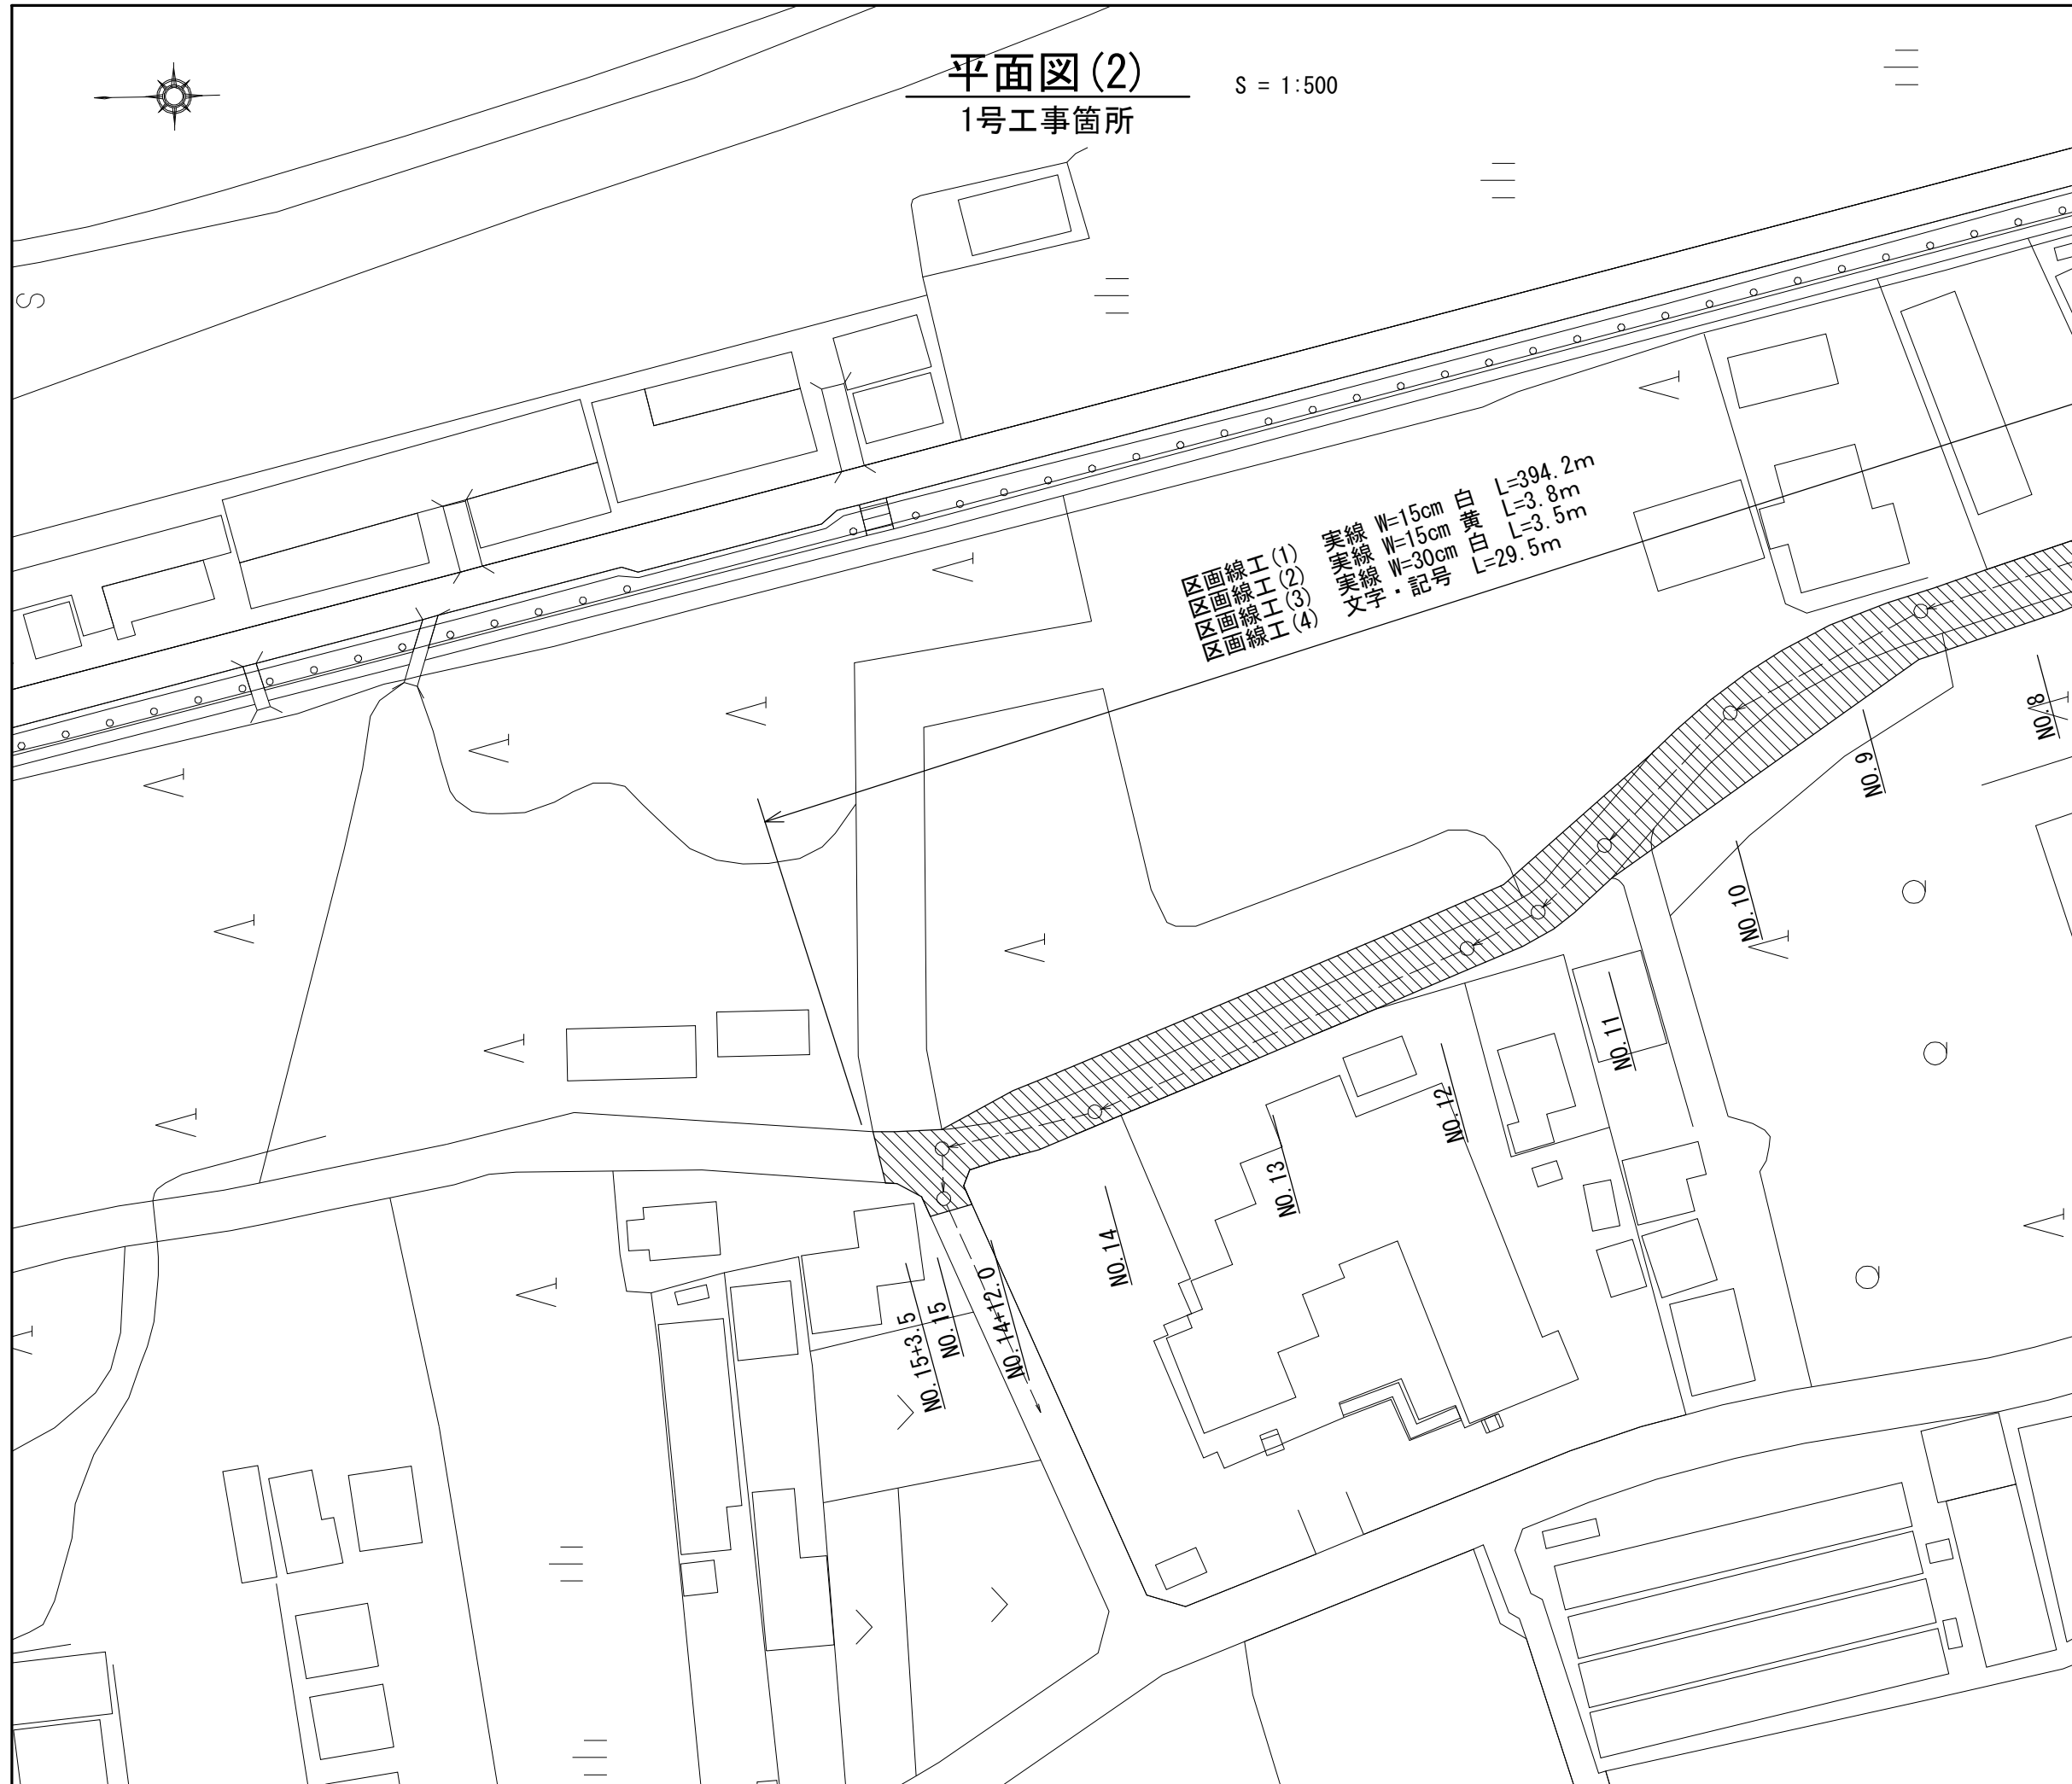 平面図(2)
S = 1:500
1号工事箇所
S
区画線工(1) 実線 W=15cm 白 L=394.2m
区画線工(2) 実線 W=15cm 黄 L=3.8m
区画線工(3) 実線 W=30cm 白 L=3.5m
区画線工(4) 文字・記号 L=29.5m
NO.8
NO.9
NO.10
NO.11
NO.12
NO.13
NO.14
NO.14+12.0
NO.15
NO.15+3.5